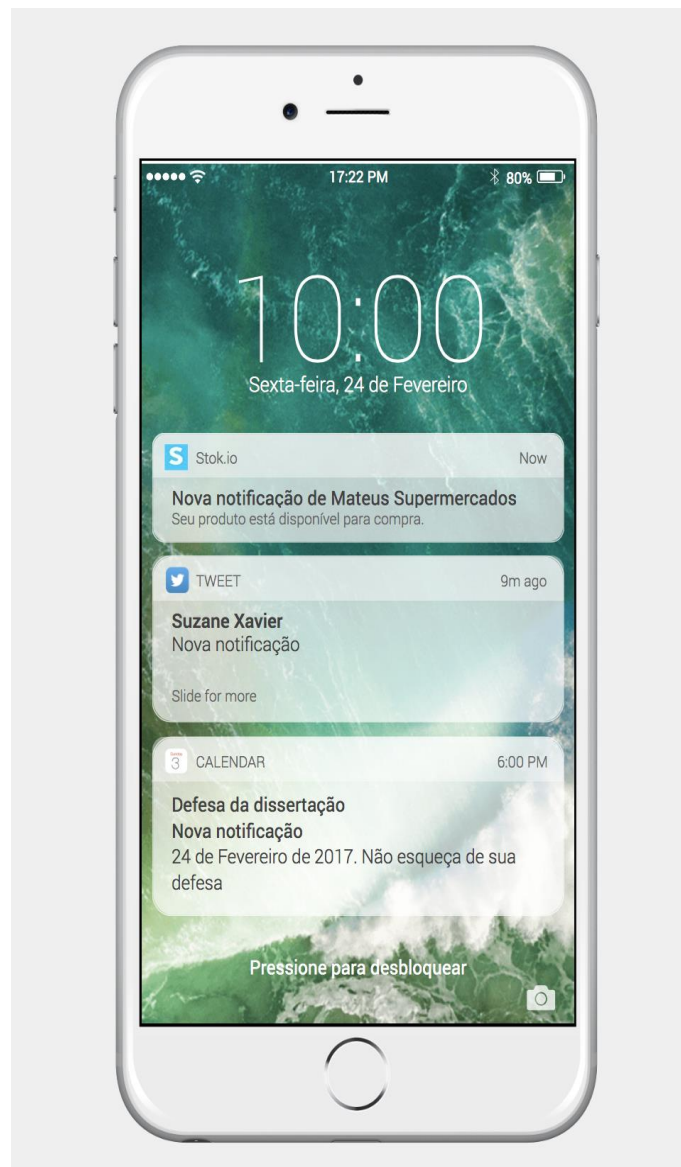 17:22 PM
80%
10:00
Sexta-feira, 24 de Fevereiro
S Stok.io Now
Nova notificação de Mateus Supermercados
Seu produto está disponível para compra.
TWEET 9m ago
Suzane Xavier
Nova notificação
Slide for more
3 CALENDAR 6:00 PM
Defesa da dissertação
Nova notificação
24 de Fevereiro de 2017. Não esqueça de sua
defesa
Pressione para desbloquear